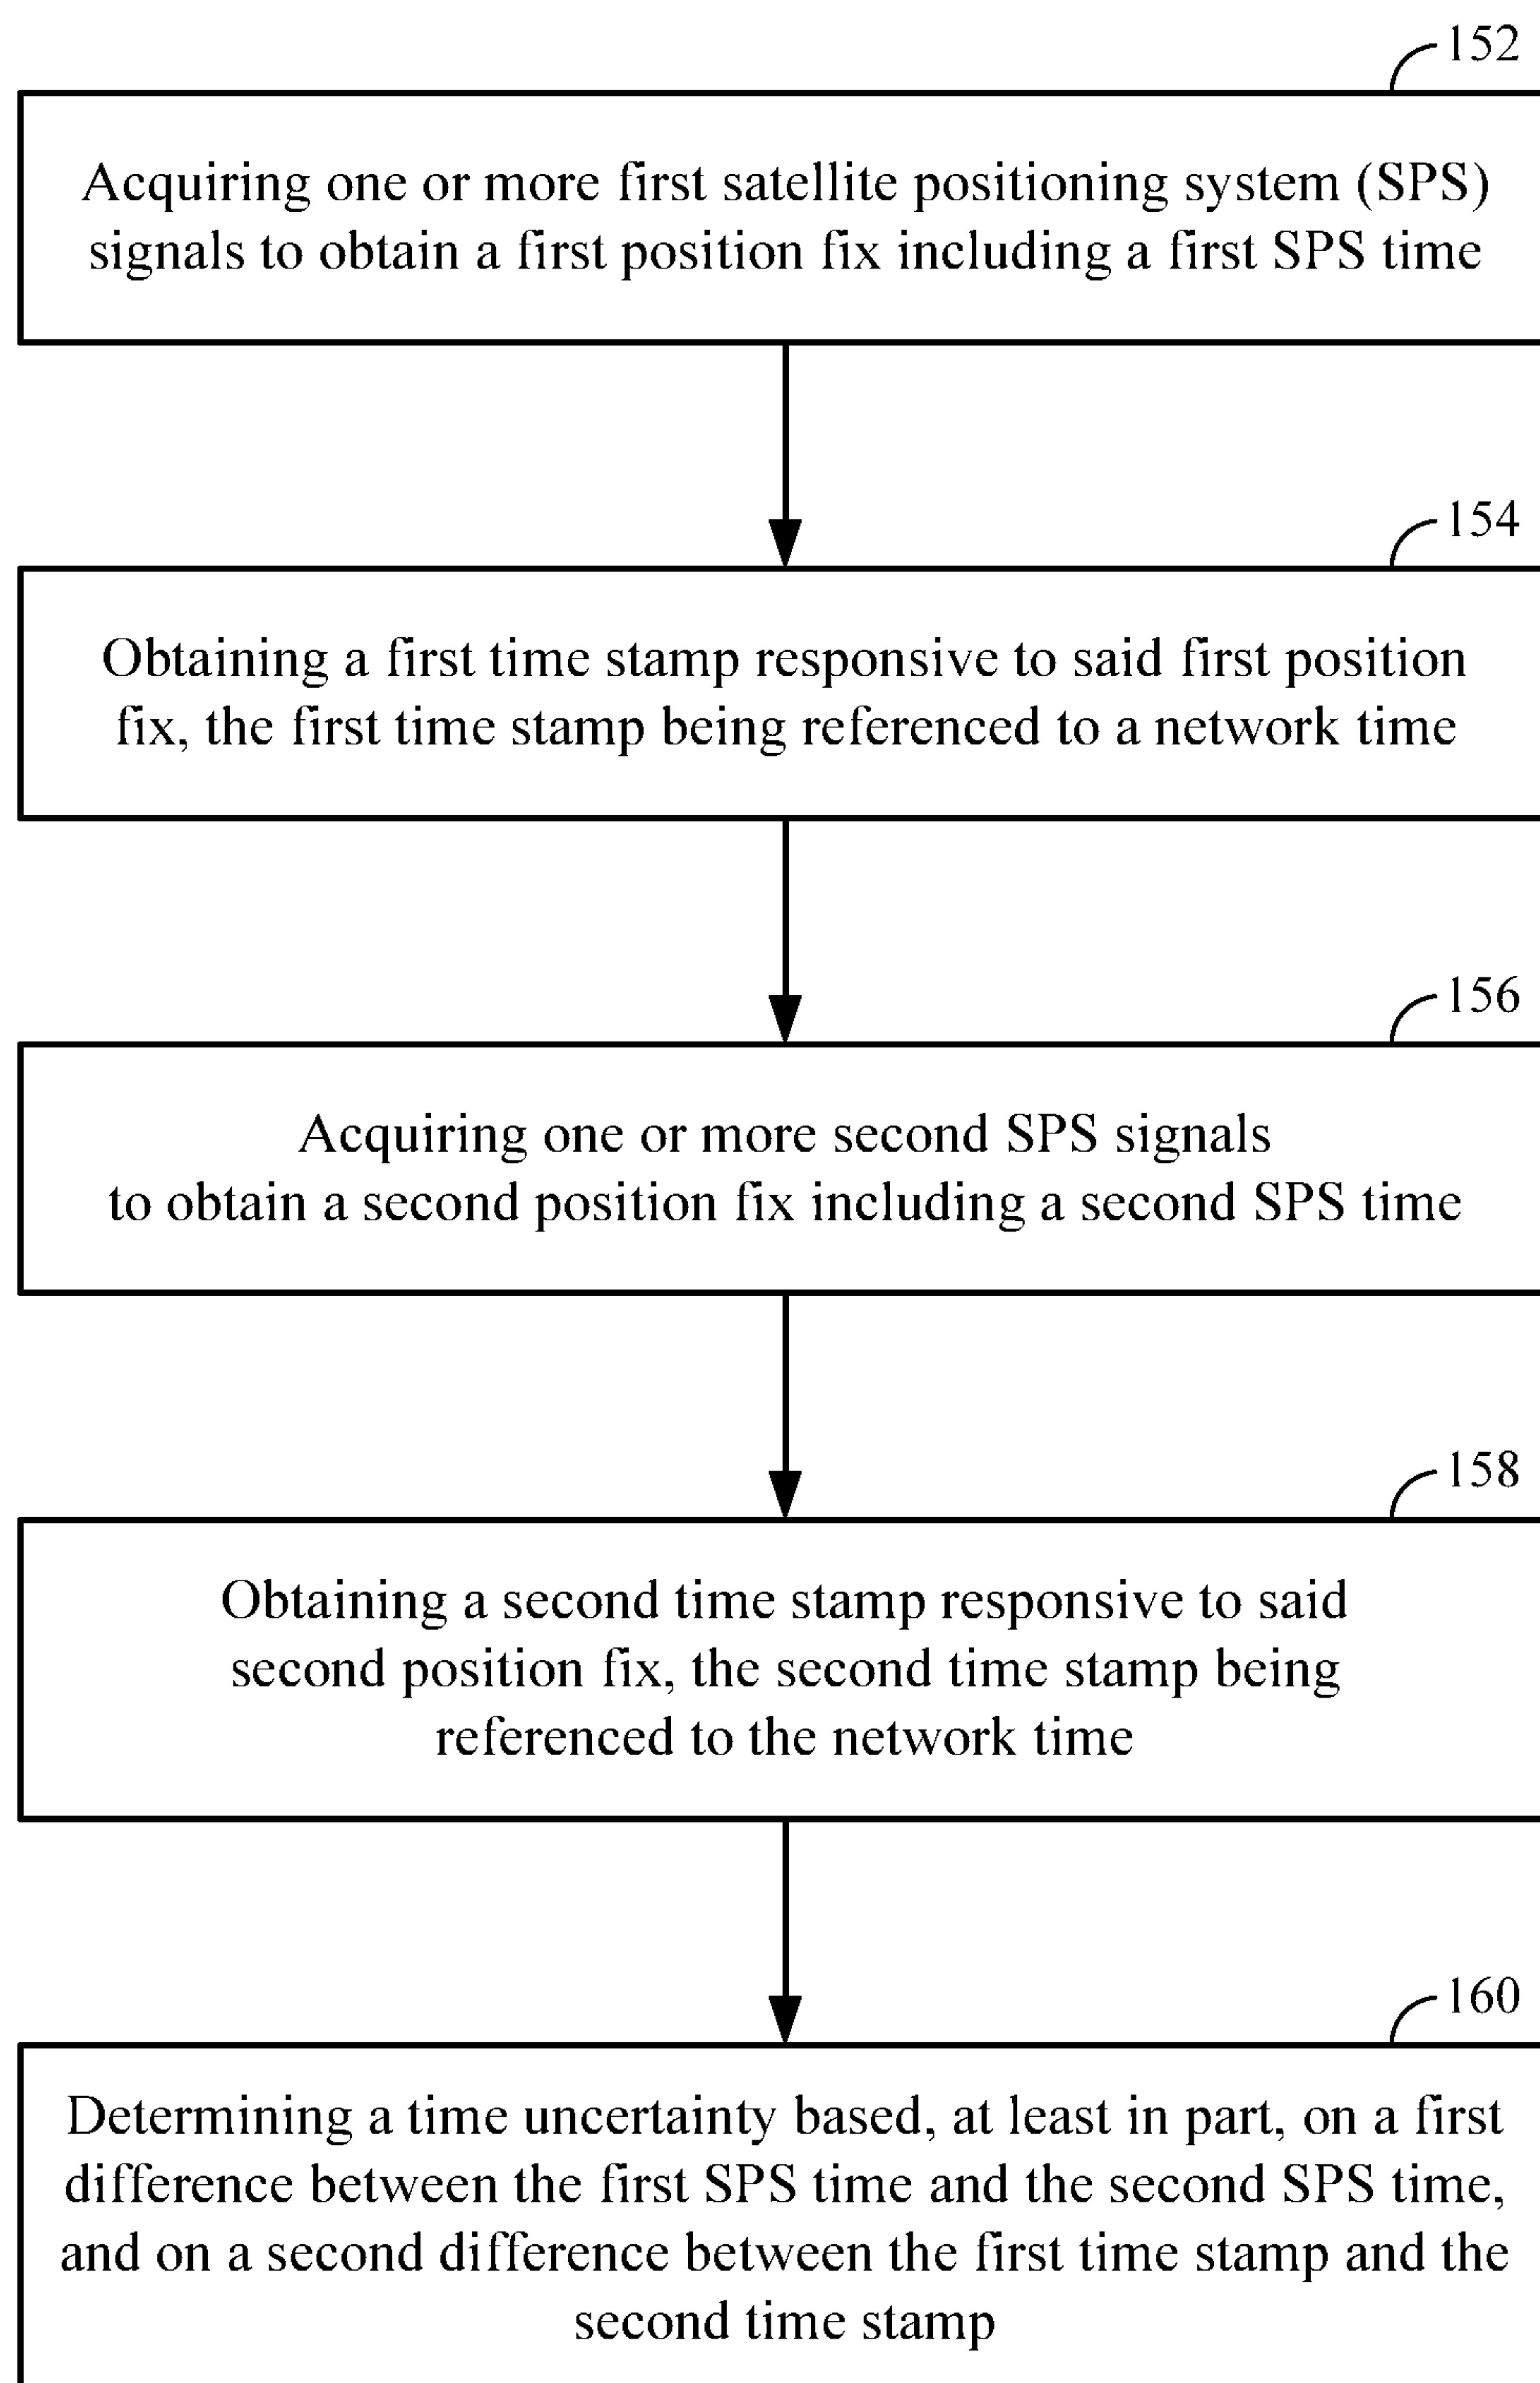 152
Acquiring one or more first satellite positioning system (SPS)
signals to obtain a first position fix including a first SPS time
154
Obtaining a first time stamp responsive to said first position
fix, the first time stamp being referenced to a network time
156
Acquiring one or more second SPS signals
to obtain a second position fix including a second SPS time
158
Obtaining a second time stamp responsive to said
second position fix, the second time stamp being
referenced to the network time
160
Determining a time uncertainty based, at least in part, on a first
difference between the first SPS time and the second SPS time,
and on a second difference between the first time stamp and the
second time stamp